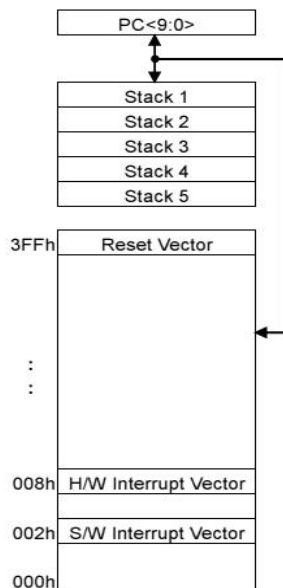 PC<9:0>
Stack 1
Stack 2
Stack 3
Stack 4
Stack 5
3FFh Reset Vector
:
:
008h H/W Interrupt Vector
002h S/W Interrupt Vector
000h